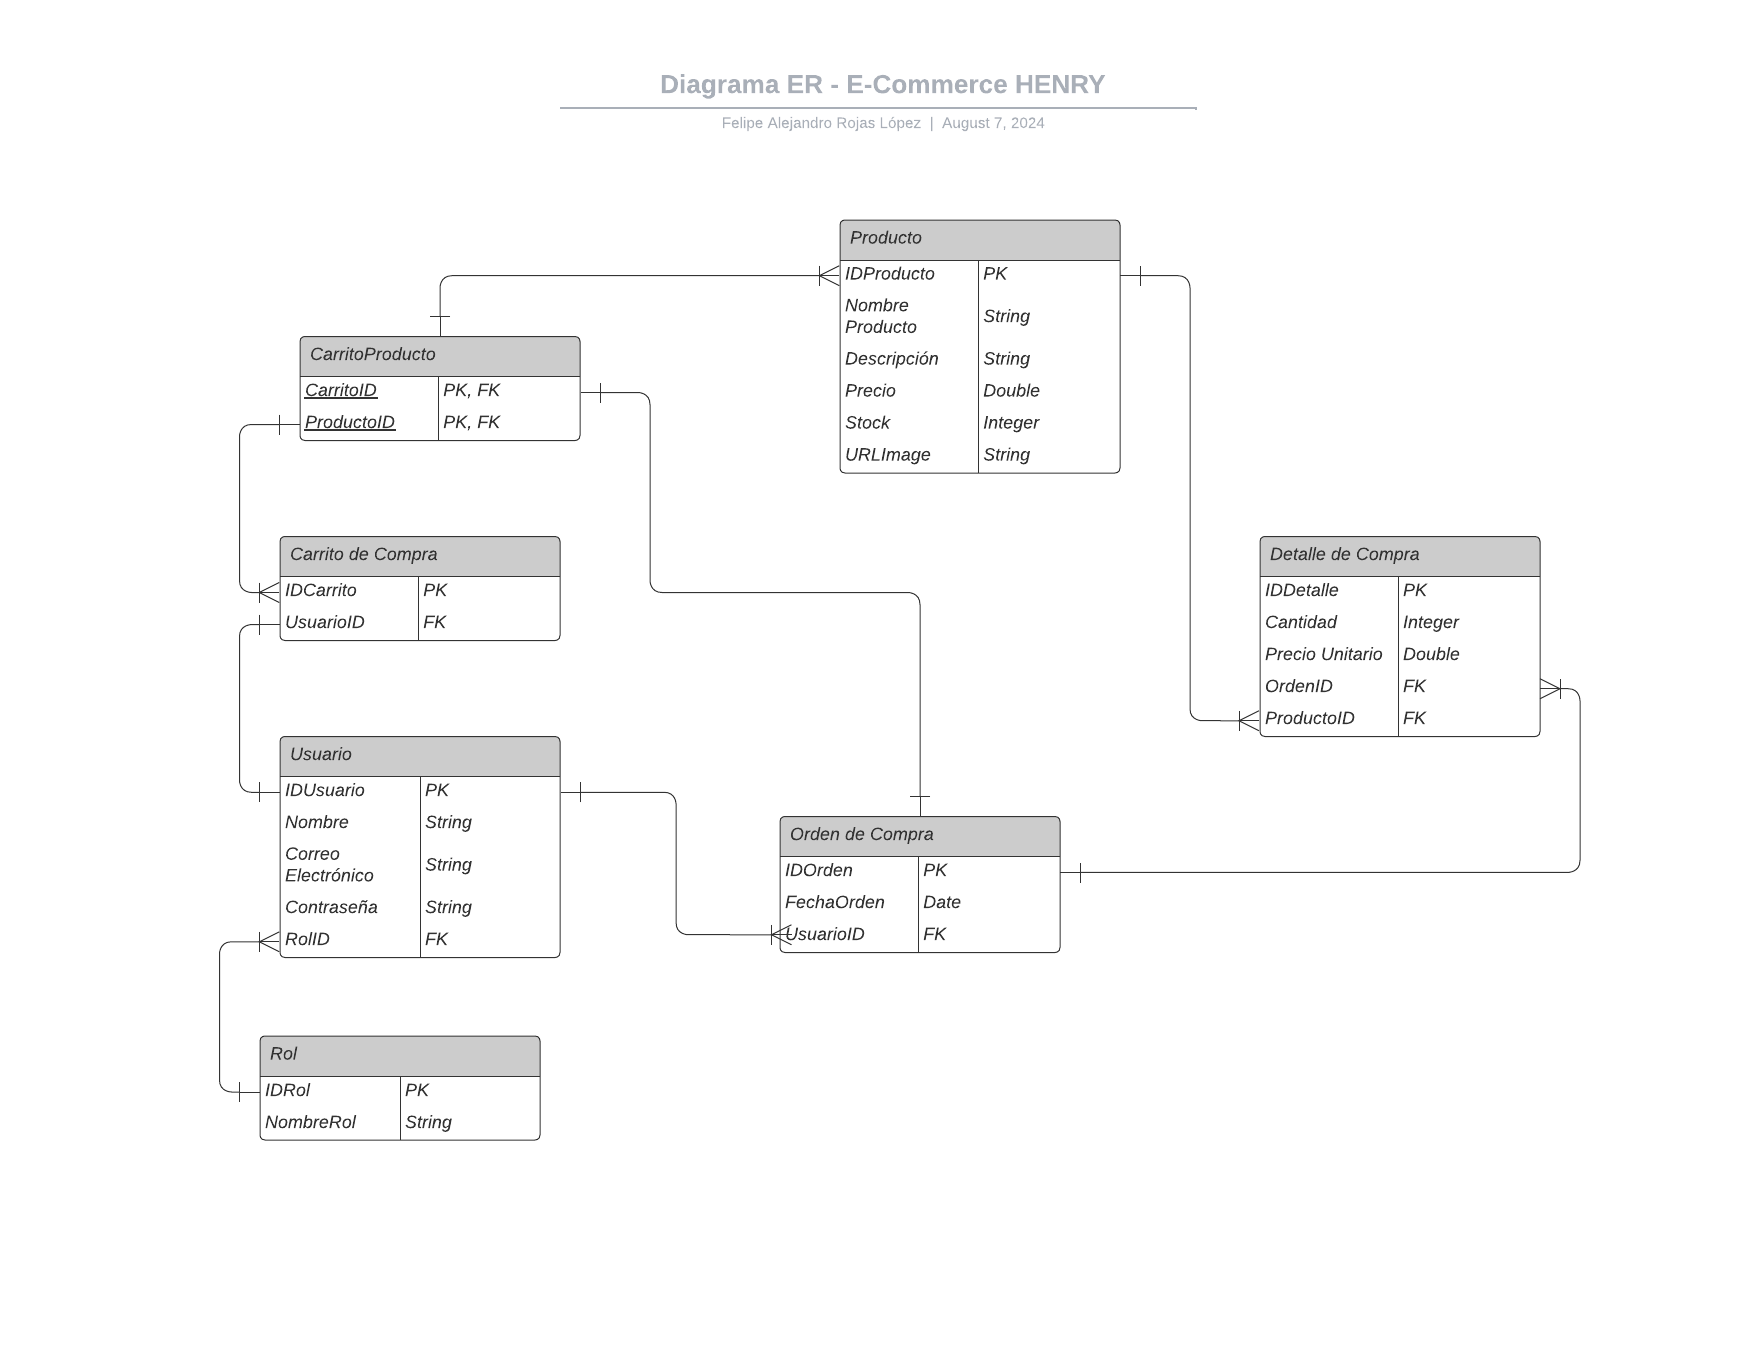 Diagrama ER - E-Commerce HENRY
Felipe Alejandro Rojas López | August 7, 2024
Producto
IDProducto PK
Nombre
Producto String
Descripción String
Precio Double
Stock Integer
URLImage String
CarritoProducto
CarritoID PK, FK
ProductoID PK, FK
Carrito de Compra
IDCarrito PK
UsuarioID FK
Detalle de Compra
IDDetalle PK
Cantidad Integer
Precio Unitario Double
OrdenID FK
ProductoID FK
Usuario
IDUsuario PK
Nombre String
Correo
Electrónico String
Contraseña String
RolID FK
Orden de Compra
IDOrden PK
FechaOrden Date
UsuarioID FK
Rol
IDRol PK
NombreRol String